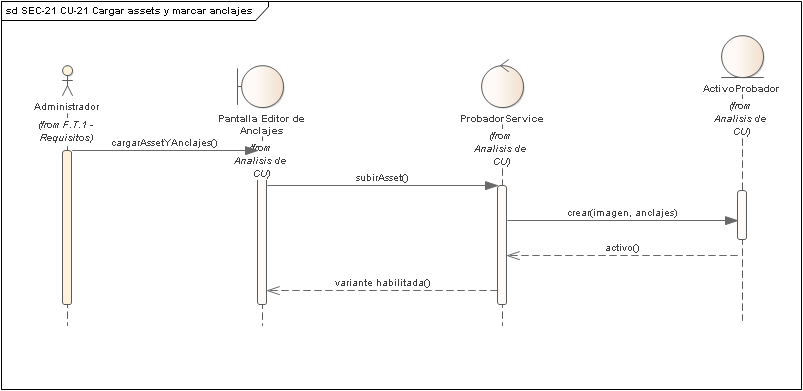 sd SEC-21 CU-21 Cargar assets y marcar anclajes
Administrador
(from F.T.1 -
Requisitos)
Pantalla Editor de
Anclajes
(from
Analisis de
CU)
ProbadorService
(from
Analisis de
CU)
ActivoProbador
(from
Analisis de
CU)
cargarAssetYAnclajes()
subirAsset()
crear(imagen, anclajes)
activo()
variante habilitada()